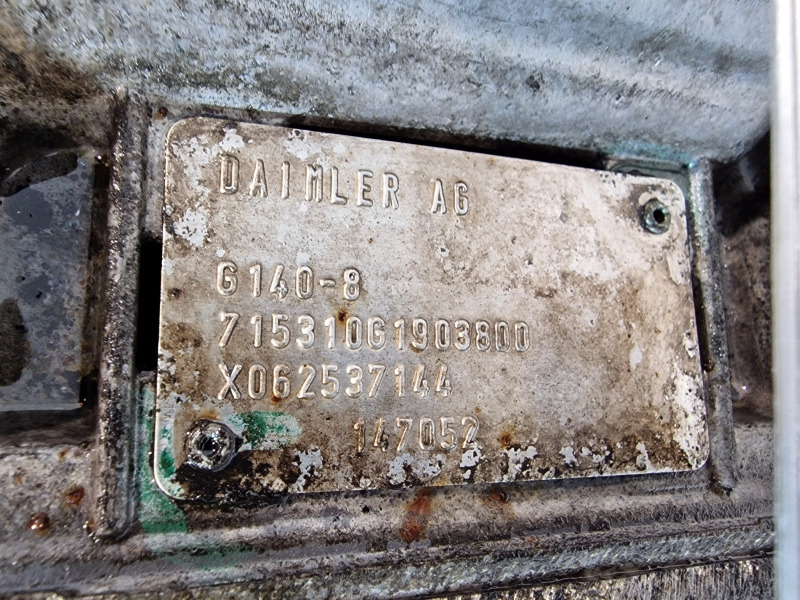 DAIMLER AG
G140-8
715310G1903800
X062537144
147052